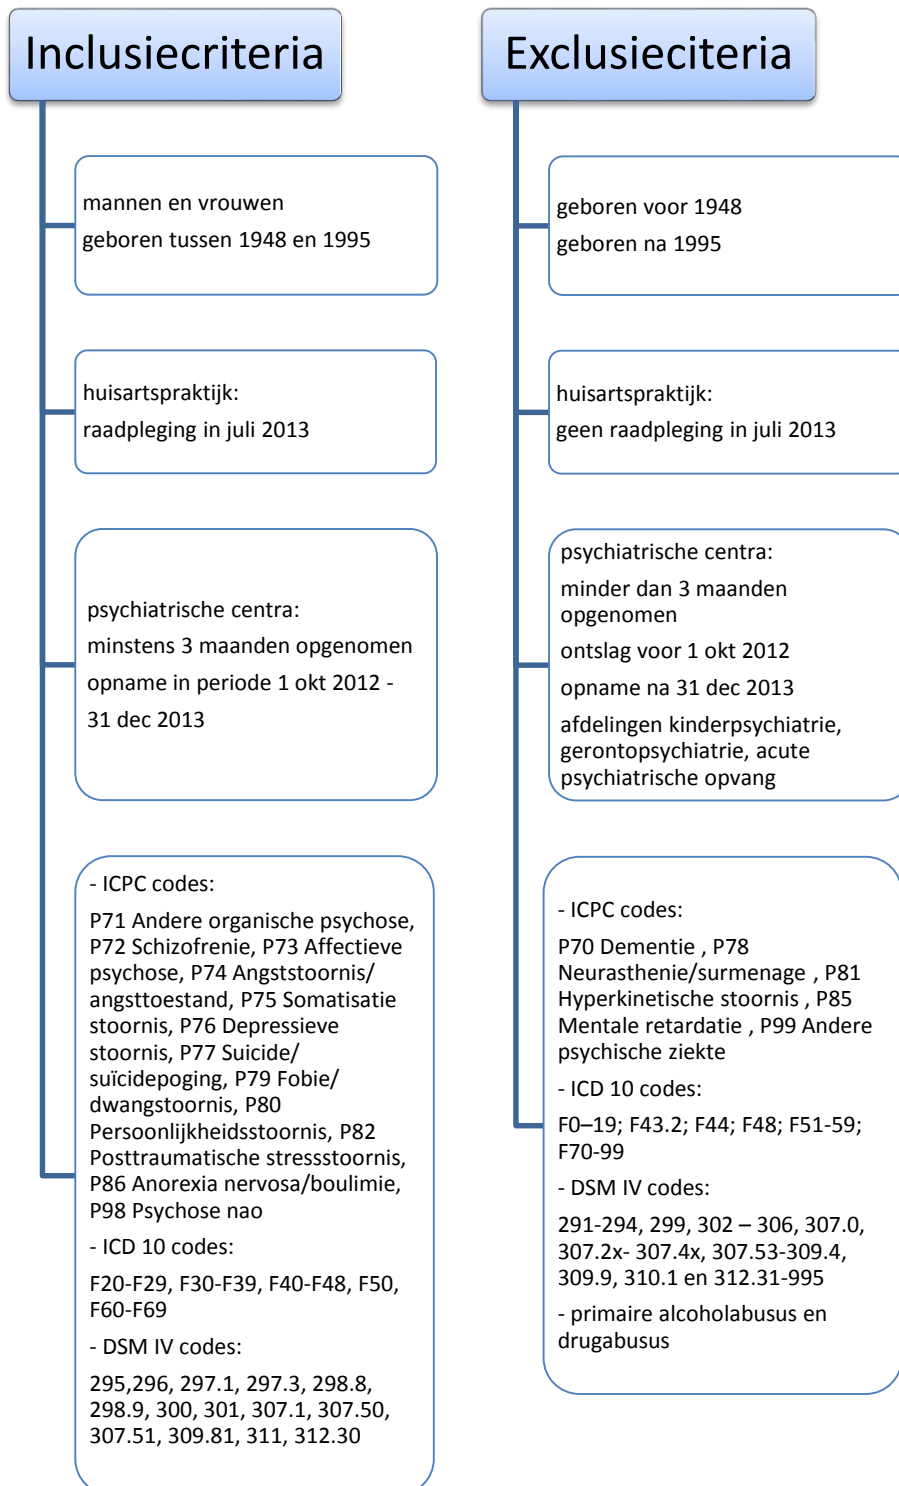 Inclusiecriteria
mannen en vrouwen
geboren tussen 1948 en 1995
huisartspraktijk:
raadpleging in juli 2013
psychiatrische centra:
minstens 3 maanden opgenomen
opname in periode 1 okt 2012 -
31 dec 2013
- ICPC codes:
P71 Andere organische psychose,
P72 Schizofrenie, P73 Affectieve
psychose, P74 Angststoornis/
angsttoestand, P75 Somatisatie
stoornis, P76 Depressieve
stoornis, P77 Suicide/
suïcidepoging, P79 Fobie/
dwangstoornis, P80
Persoonlijkheidsstoornis, P82
Posttraumatische stressstoornis,
P86 Anorexia nervosa/boulimie,
P98 Psychose nao
- ICD 10 codes:
F20-F29, F30-F39, F40-F48, F50,
F60-F69
- DSM IV codes:
295,296, 297.1, 297.3, 298.8,
298.9, 300, 301, 307.1, 307.50,
307.51, 309.81, 311, 312.30
Exclusieciteria
geboren voor 1948
geboren na 1995
huisartspraktijk:
geen raadpleging in juli 2013
psychiatrische centra:
minder dan 3 maanden
opgenomen
ontslag voor 1 okt 2012
opname na 31 dec 2013
afdelingen kinderpsychiatrie,
gerontopsychiatrie, acute
psychiatrische opvang
- ICPC codes:
P70 Dementie , P78
Neurasthenie/surmenage , P81
Hyperkinetische stoornis , P85
Mentale retardatie , P99 Andere
psychische ziekte
- ICD 10 codes:
F0–19; F43.2; F44; F48; F51-59;
F70-99
- DSM IV codes:
291-294, 299, 302 – 306, 307.0,
307.2x- 307.4x, 307.53-309.4,
309.9, 310.1 en 312.31-995
- primaire alcoholabusus en
drugabusus